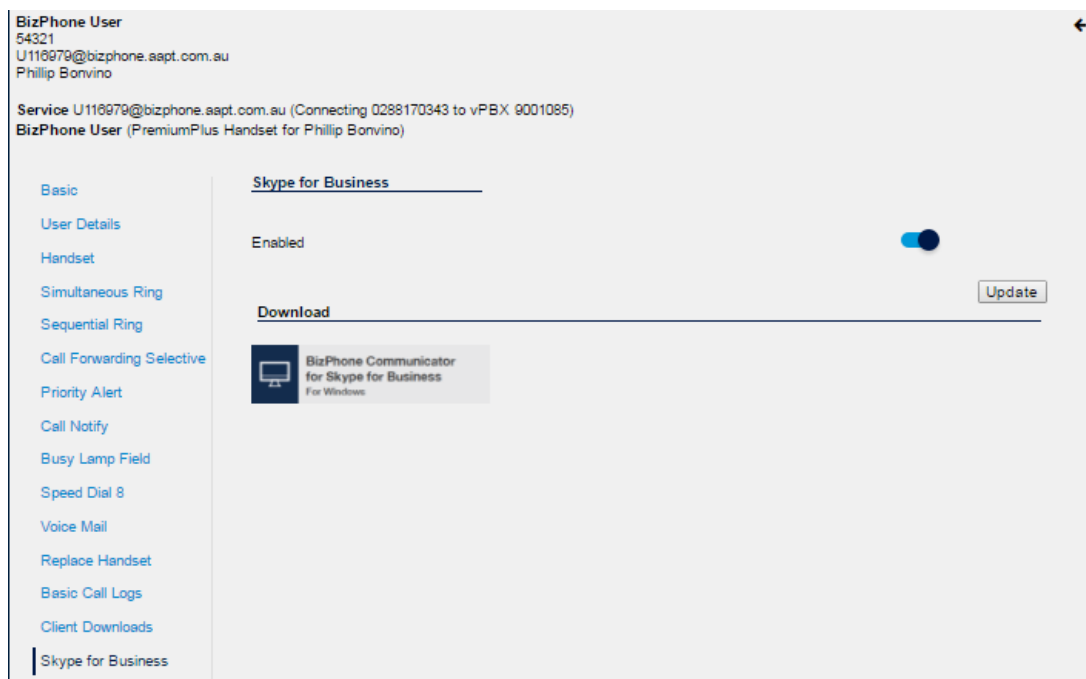 BizPhone User
54321
U116979@bizphone.aapt.com.au
Phillip Bonvino
Service U116979@bizphone.aapt.com.au (Connecting 0288170343 to vPBX 9001085)
BizPhone User (PremiumPlus Handset for Phillip Bonvino)
Basic
User Details
Handset
Simultaneous Ring
Sequential Ring
Call Forwarding Selective
Priority Alert
Call Notify
Busy Lamp Field
Speed Dial 8
Voice Mail
Replace Handset
Basic Call Logs
Client Downloads
Skype for Business
Skype for Business
Enabled
Update
Download
BizPhone Communicator
for Skype for Business
For Windows